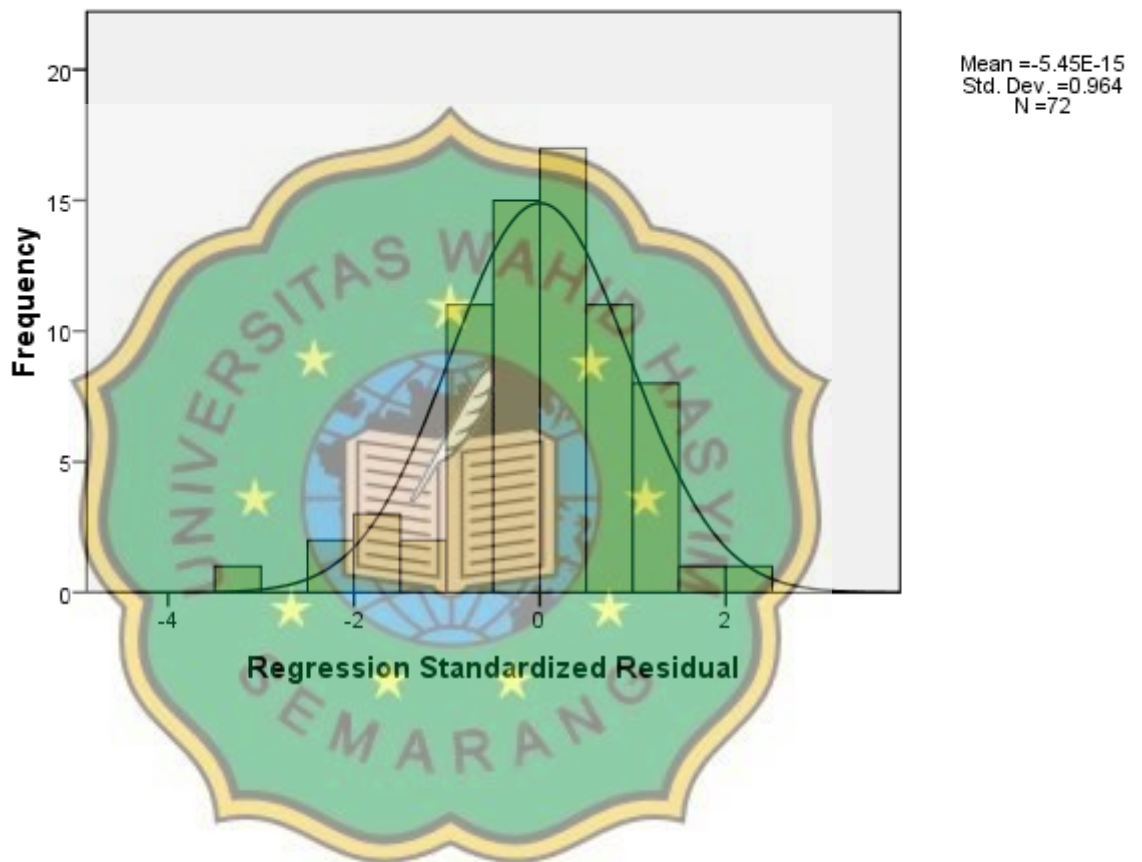 Mean =-5.45E-15
Std. Dev. =0.964
N =72
Frequency
20
15
10
5
0
-4
-2
0
2
Regression Standardized Residual
UNIVERSITAS WAHID HASYIM
SEMARANG